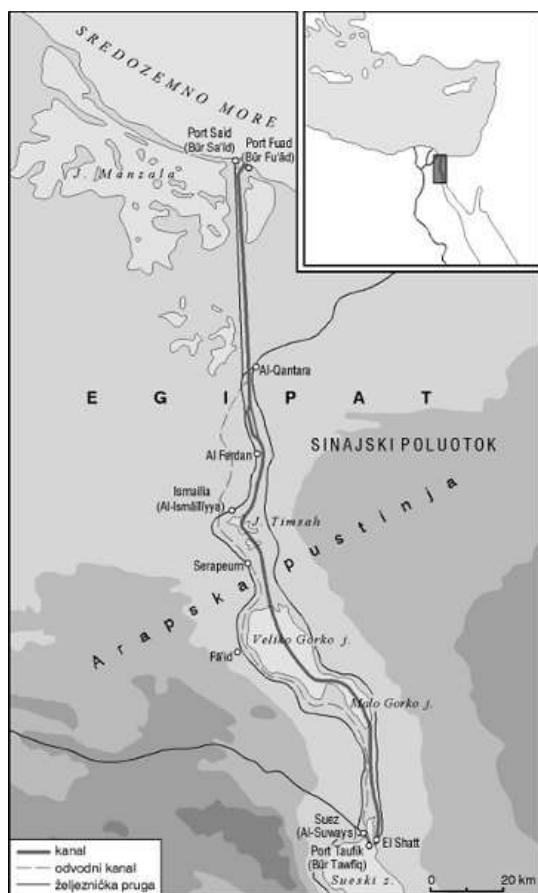 SREDOZEMNO MORE
Port Said
(Būr Sa'īd)
Port Fuad
(Būr Fu'ād)
J. Manzala
Al-Qantara
E G I P A T
SINAJSKI POLUOTOK
Al Ferdan
Ismailia
(Al-Ismā'īlīyya)
J. Timsah
Serapeum
Arapska pustinja
Veliko Gorko j.
Fā'id
Malo Gorko j.
Suez
(Al-Suways)
El Shatt
Port Taufik
(Būr Tawfīq)
Sueski z.
kanal
odvodni kanal
željeznička pruga
0 20 km